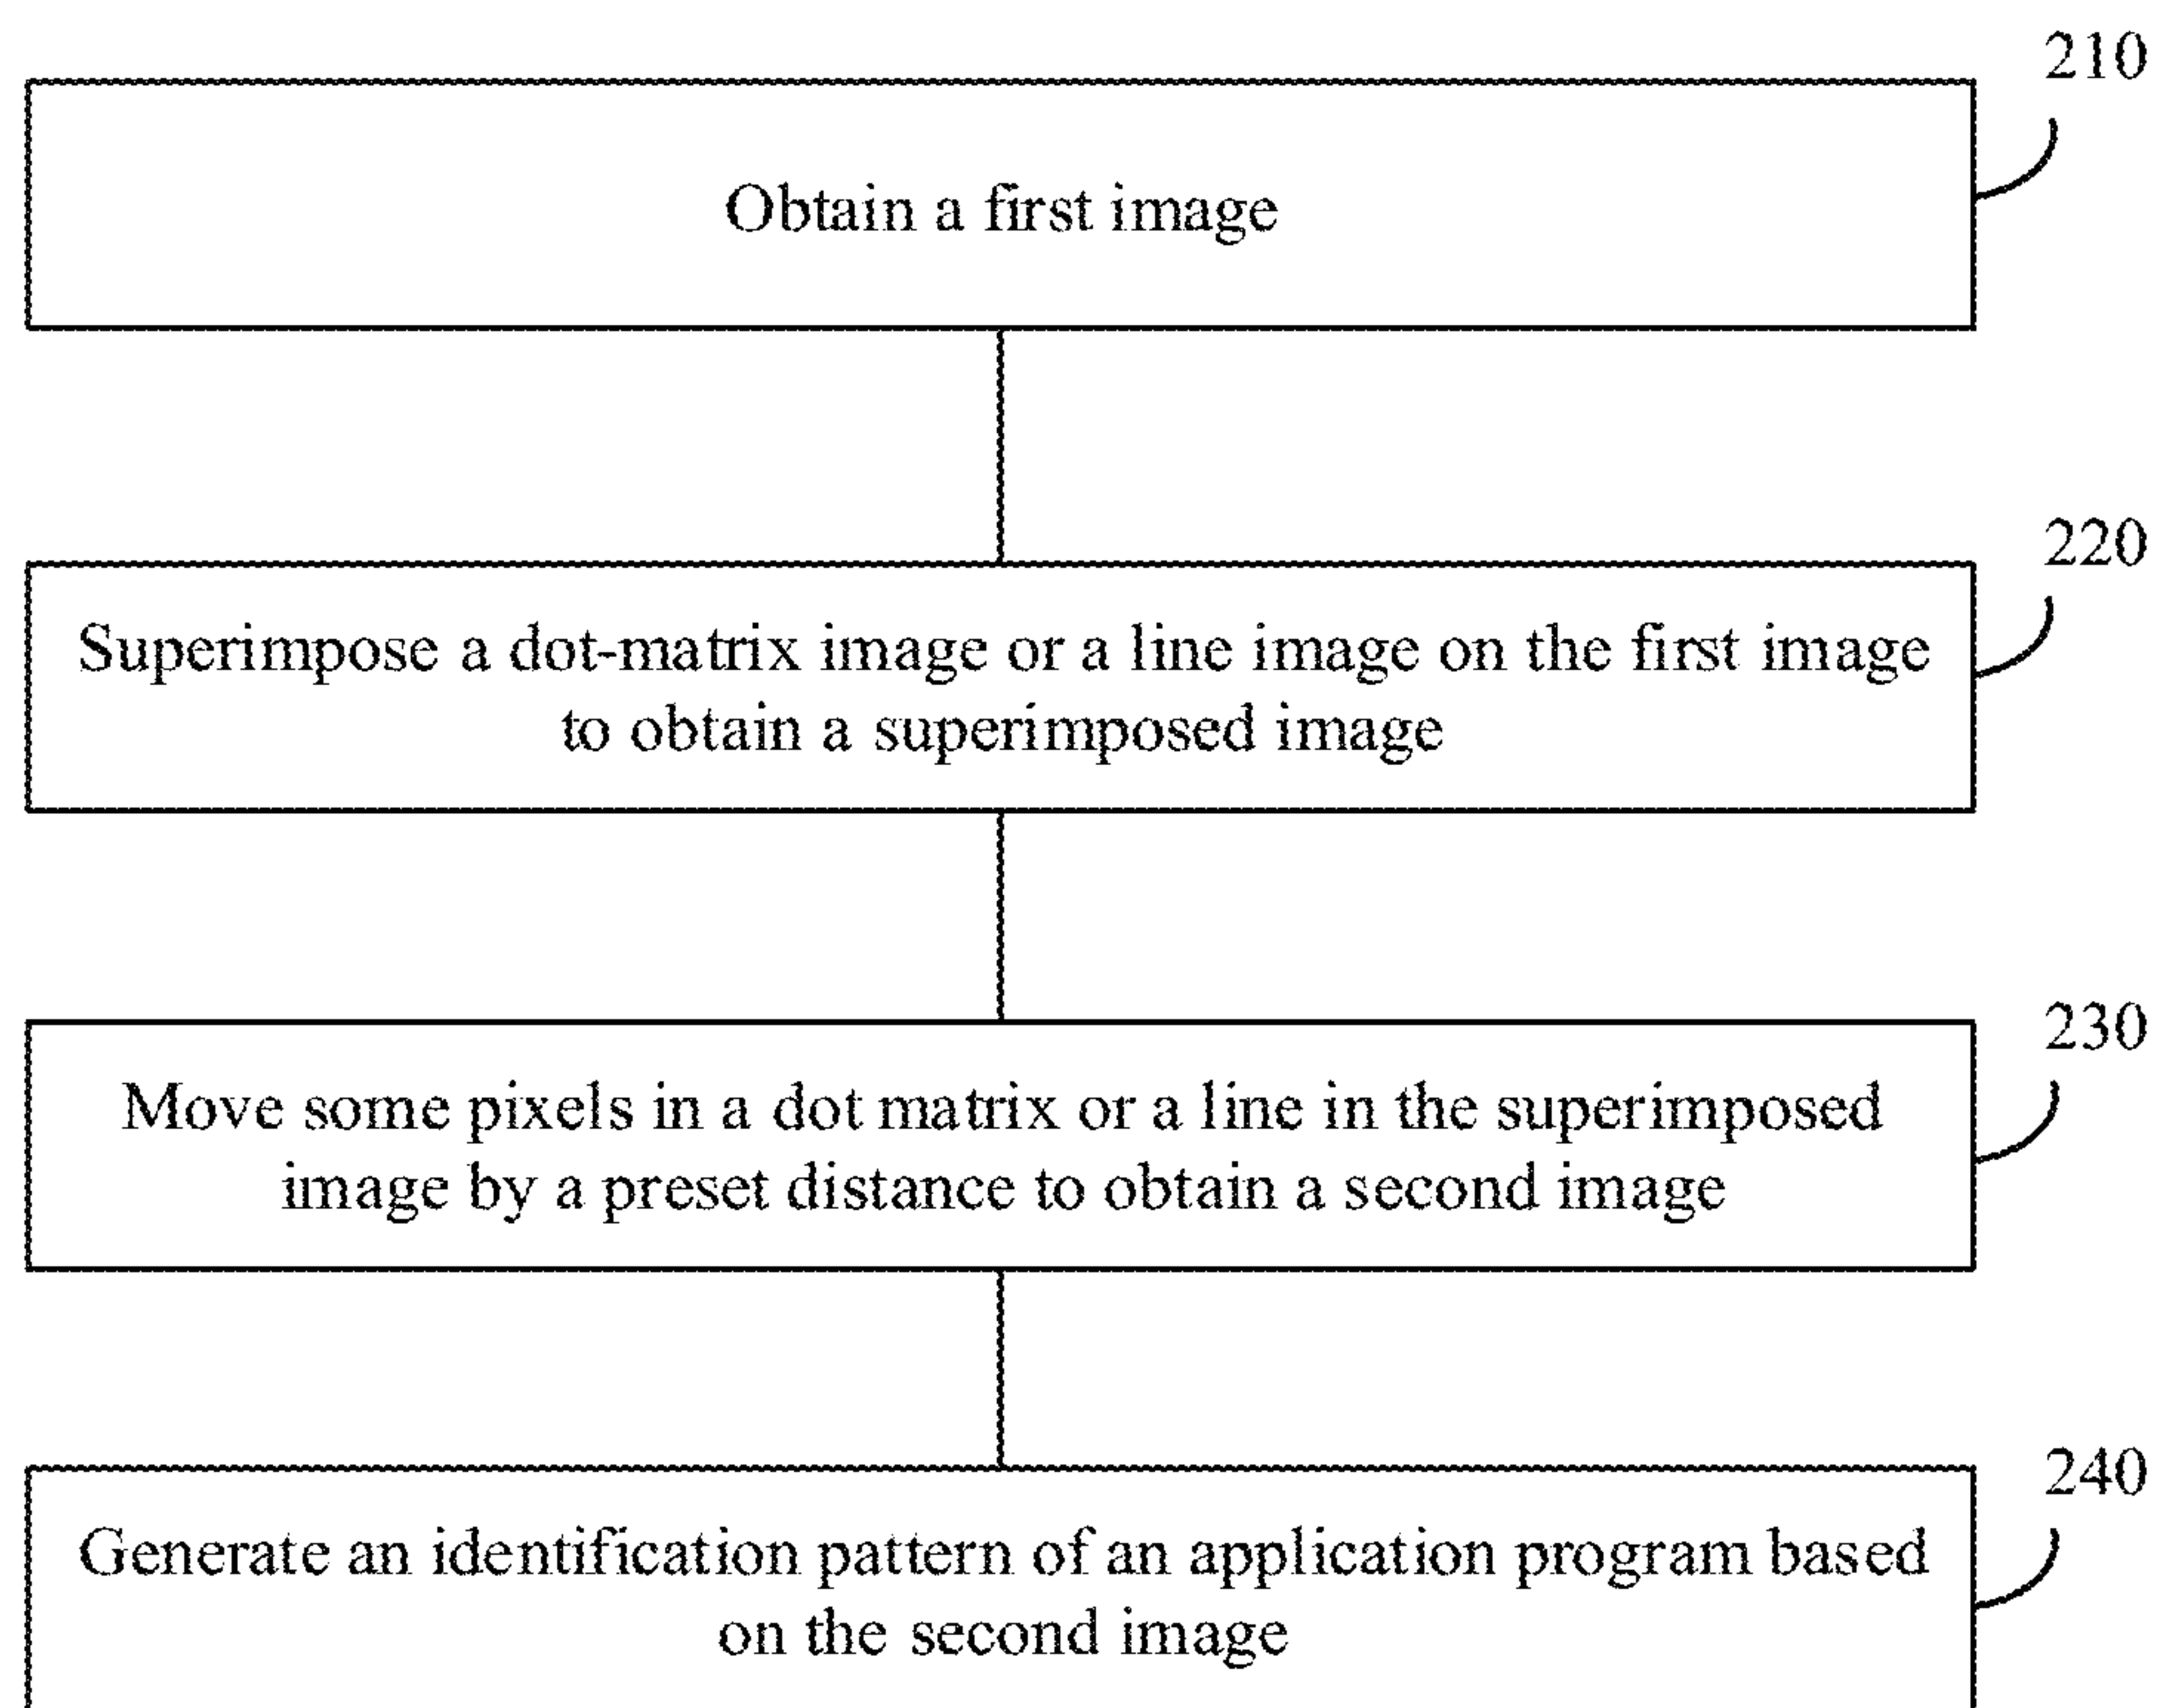 210
Obtain a first image
220
Superimpose a dot-matrix image or a line image on the first image
to obtain a superimposed image
230
Move some pixels in a dot matrix or a line in the superimposed
image by a preset distance to obtain a second image
240
Generate an identification pattern of an application program based
on the second image